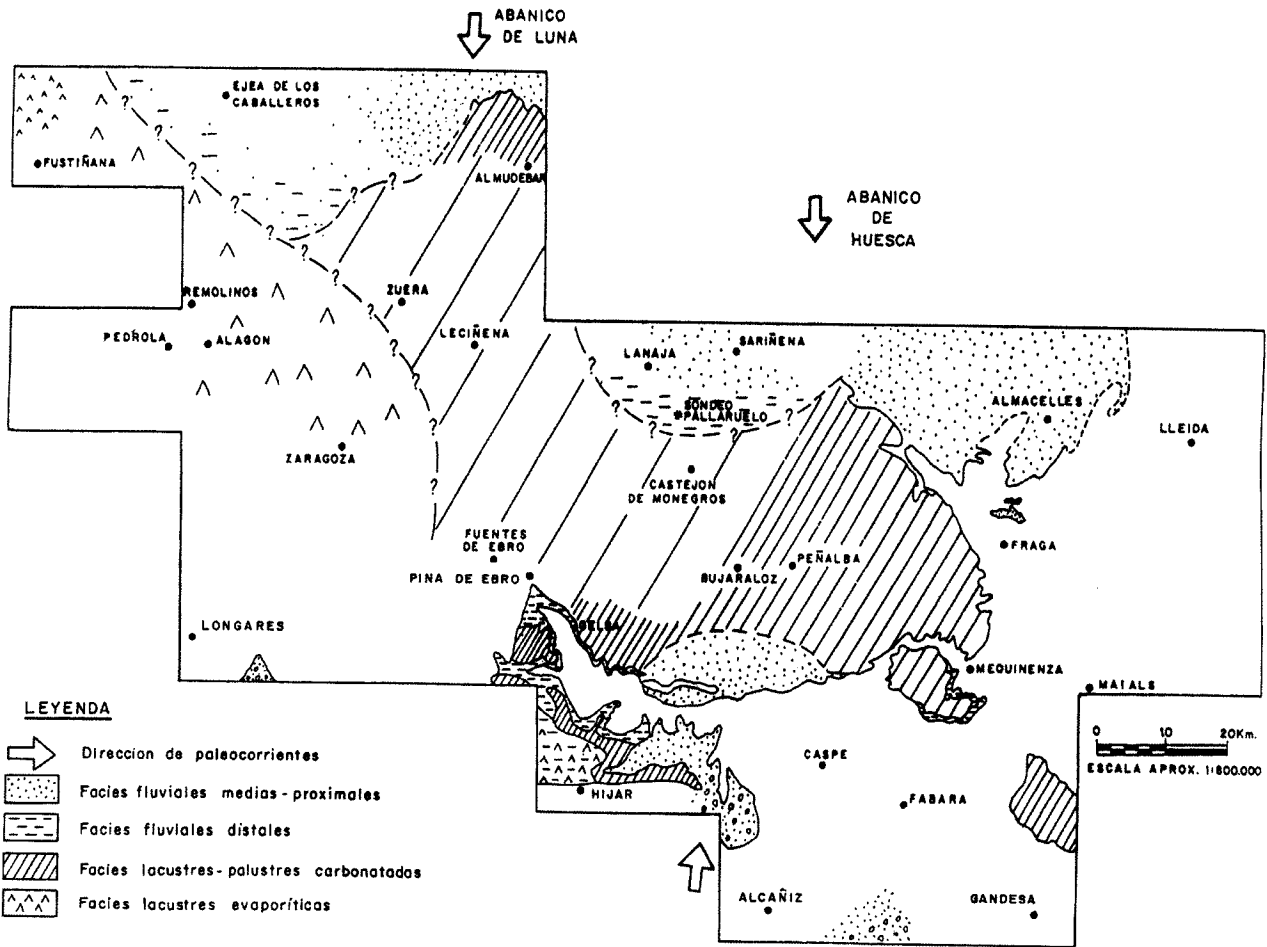 ABANICO
DE LUNA
EJEA DE LOS
CABALLEROS
FUSTIÑANA
ALMUDEBAR
ABANICO
DE
HUESCA
REMOLINOS
ZUERA
PEDROLA
ALAGON
LECIÑENA
LANAJA
SARIÑENA
SONDEO
PALLARUELO
ALMACELLES
LLEIDA
ZARAGOZA
CASTEJON
DE MONEGROS
FUENTES
DE EBRO
PINA DE EBRO
BUJARALOZ
PEÑALBA
FRAGA
LONGARES
GELSA
MEQUINENZA
MAIALS
LEYENDA
Direccion de paleocorrientes
Facies fluviales medias-proximales
Facies fluviales distales
Facies lacustres-palustres carbonatadas
Facies lacustres evaporíticas
HIJAR
CASPE
FABARA
ALCAÑIZ
GANDESA
0 10 20Km.
ESCALA APROX. 1:800.000
? ? ? ? ? ? ? ? ? ? ? ? ?
? ?
? ? ? ? ?